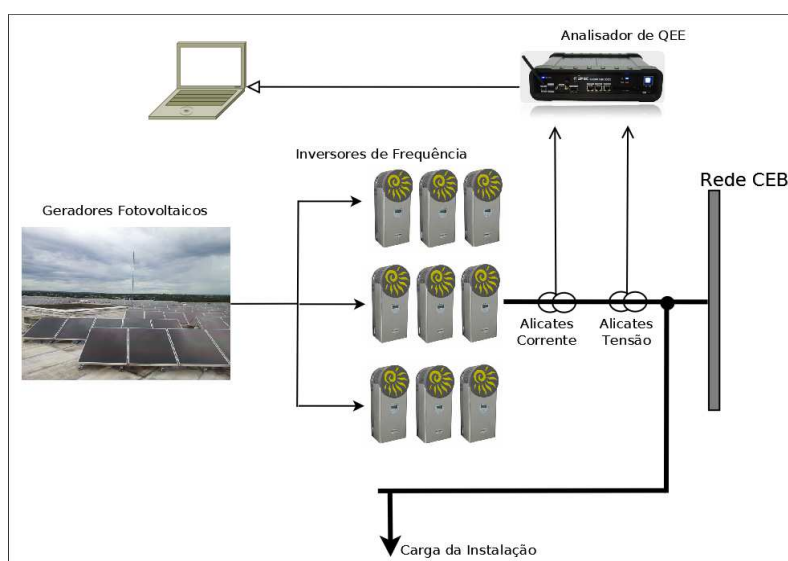 Analisador de QEE
Inversores de Frequência
Rede CEB
Geradores Fotovoltaicos
Alicates
Corrente
Alicates
Tensão
Carga da Instalação